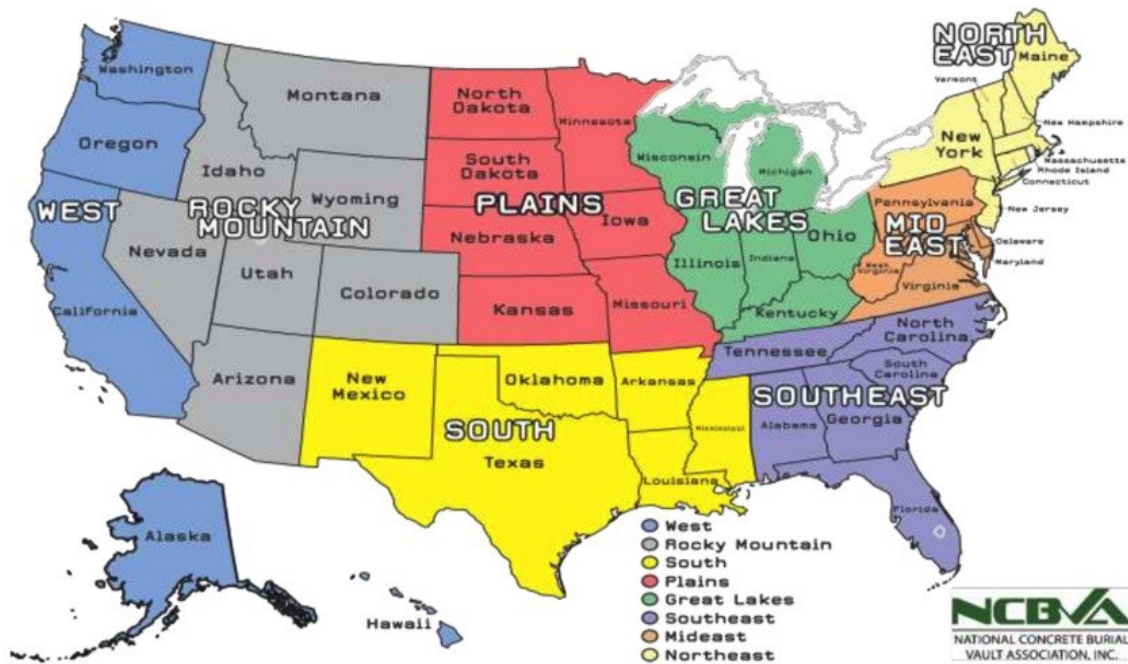 Washington
Oregon
California
Nevada
Idaho
Montana
Wyoming
Utah
Colorado
Arizona
WEST
ROCKY
MOUNTAIN
North
Dakota
South
Dakota
Nebraska
Kansas
Minnesota
Iowa
Missouri
PLAINS
New
Mexico
Oklahoma
Texas
Arkansas
Louisiana
Mississippi
SOUTH
Wisconsin
Michigan
Illinois
Indiana
Ohio
Kentucky
GREAT
LAKES
Tennessee
North
Carolina
South
Carolina
Alabama
Georgia
Florida
SOUTHEAST
Pennsylvania
West
Virginia
Virginia
Delaware
Maryland
MID
EAST
NORTH
EAST
Maine
Vermont
New Hampshire
New
York
Massachusetts
Rhode Island
Connecticut
New Jersey
Alaska
Hawaii
West
Rocky Mountain
South
Plains
Great Lakes
Southeast
Mideast
Northeast
NCBVA
NATIONAL CONCRETE BURIAL
VAULT ASSOCIATION, INC.